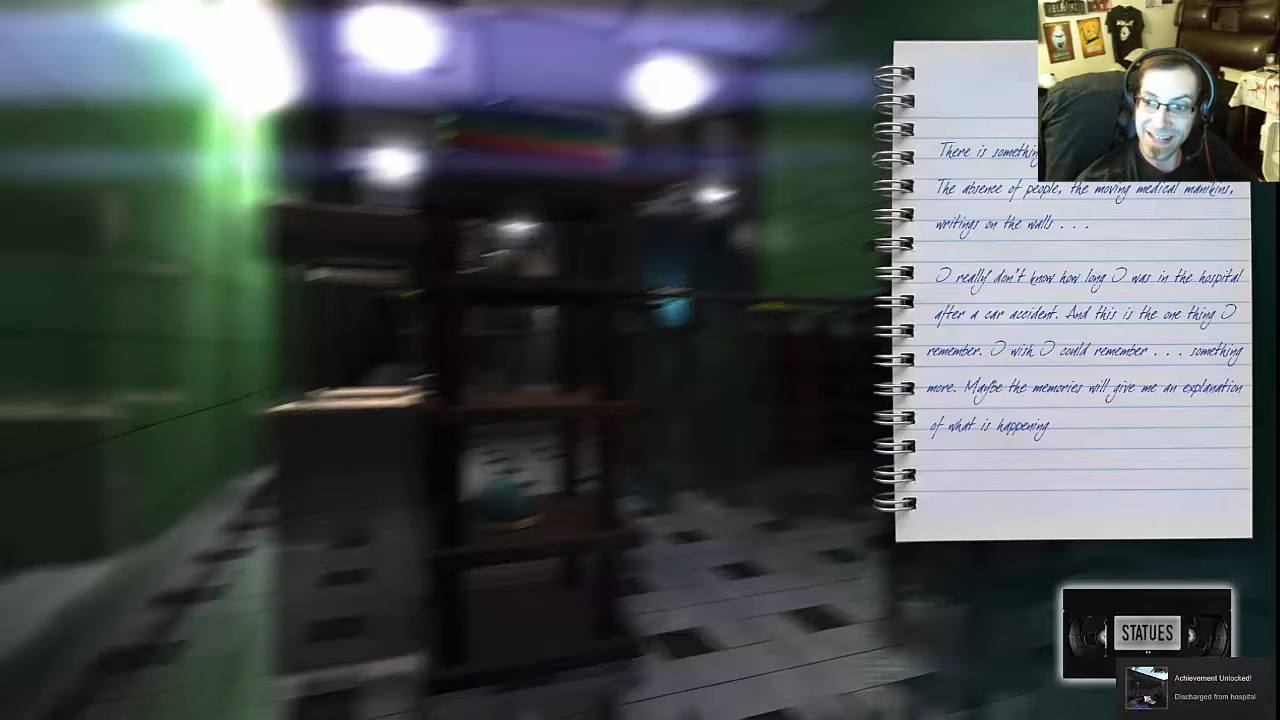 There is
The absence of people, the moving medical manikins,
writings on the walls . . .
I really don't know how long I was in the hospital
after a car accident. And this is the one thing I
remember. I wish I could remember . . . something
more. Maybe the memories will give me an explanation
of what is happening
STATUES
Achievement Unlocked!
Discharged from hospital